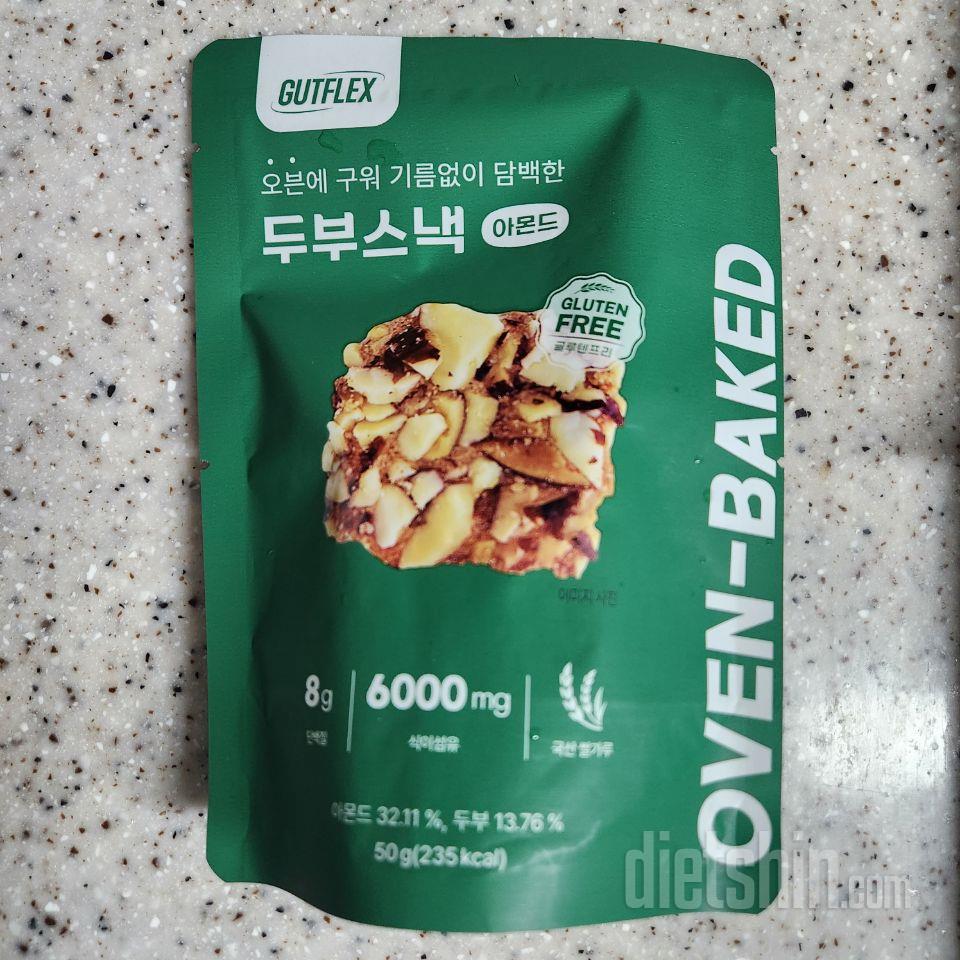 GUTFLEX
오븐에 구워 기름없이 담백한
두부스낵 아몬드
GLUTEN
FREE
글루텐프리
OVEN-BAKED
이미지 사진
8g
단백질
6000mg
식이섬유
국산 쌀가루
아몬드 32.11 %, 두부 13.76 %
50g(235kcal)
dietshin.com